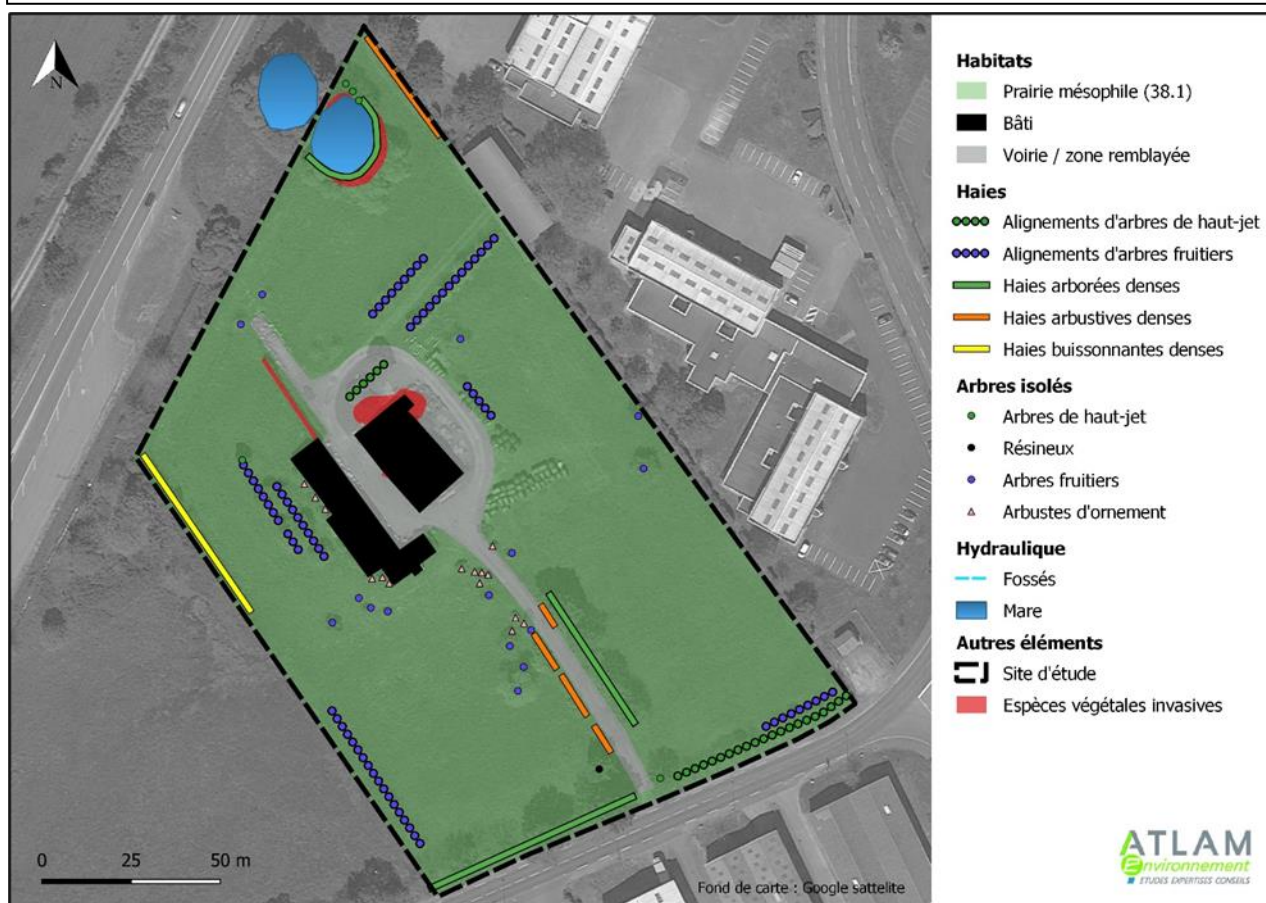 N
Habitats
Prairie mésophile (38.1)
Bâti
Voirie / zone remblayée
Haies
Alignements d'arbres de haut-jet
Alignements d'arbres fruitiers
Haies arborées denses
Haies arbustives denses
Haies buissonnantes denses
Arbres isolés
Arbres de haut-jet
Résineux
Arbres fruitiers
Arbustes d'ornement
Hydraulique
Fossés
Mare
Autres éléments
Site d'étude
Espèces végétales invasives
0 25 50 m
Fond de carte : Google sattelite
ATLAM
Environnement
ETUDES EXPERTISES CONSEILS